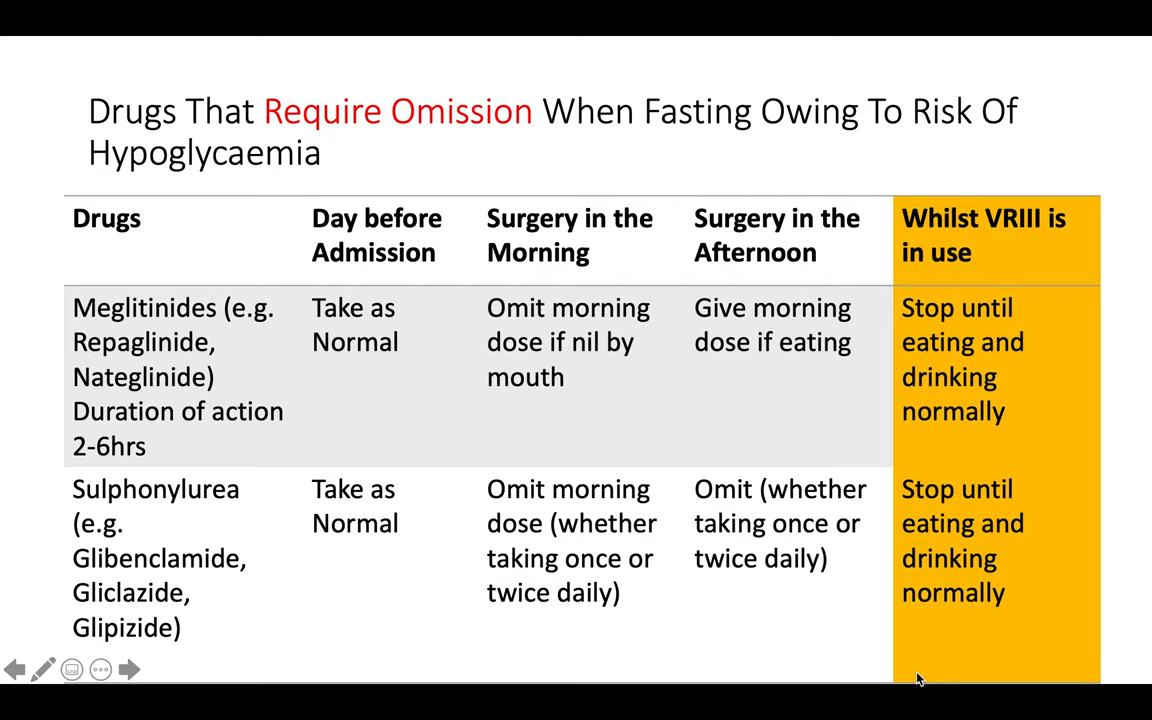 Drugs That Require Omission When Fasting Owing To Risk Of
Hypoglycaemia
Drugs
Day before
Admission
Surgery in the
Morning
Surgery in the
Afternoon
Whilst VRIII is
in use
Meglitinides (e.g.
Repaglinide,
Nateglinide)
Duration of action
2-6hrs
Take as
Normal
Omit morning
dose if nil by
mouth
Give morning
dose if eating
Stop until
eating and
drinking
normally
Sulphonylurea
(e.g.
Glibenclamide,
Gliclazide,
Glipizide)
Take as
Normal
Omit morning
dose (whether
taking once or
twice daily)
Omit (whether
taking once or
twice daily)
Stop until
eating and
drinking
normally